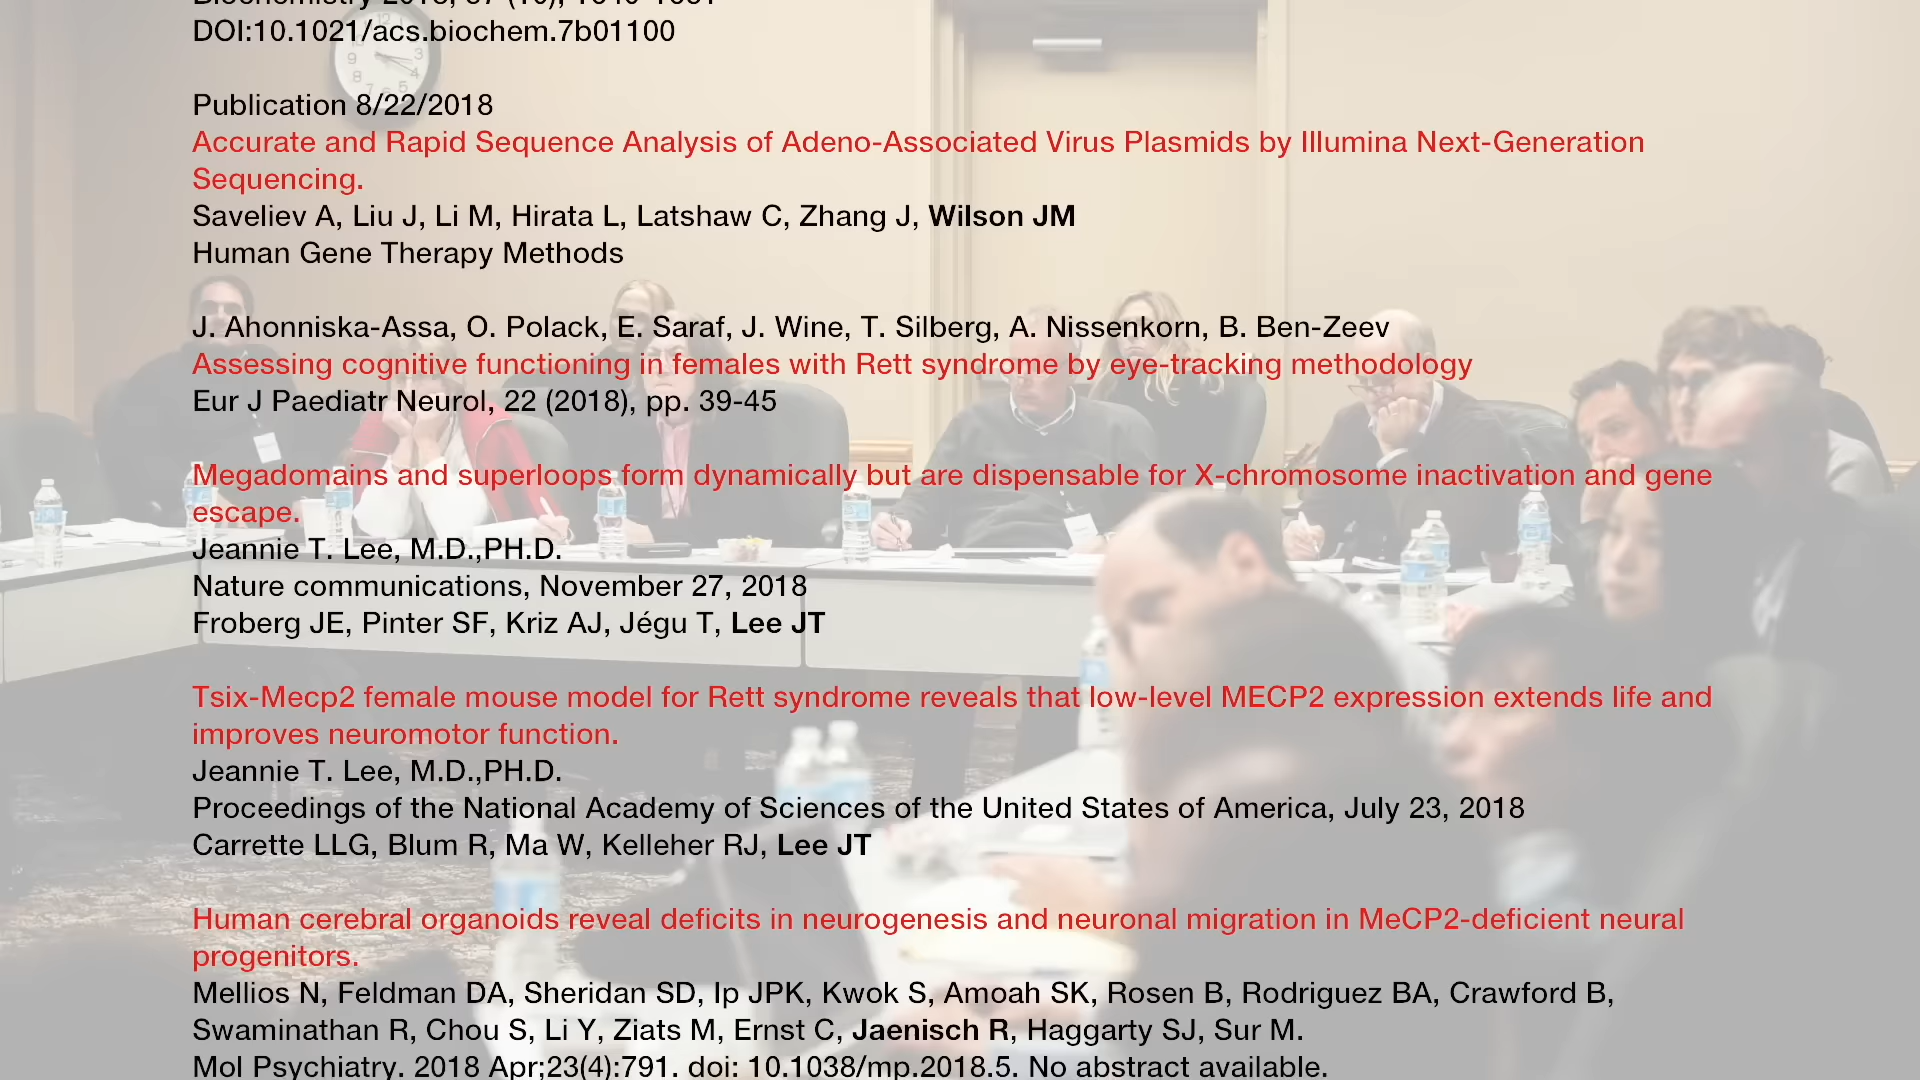 DOI:10.1021/acs.biochem.7b01100
Publication 8/22/2018
Accurate and Rapid Sequence Analysis of Adeno-Associated Virus Plasmids by Illumina Next-Generation
Sequencing.
Saveliev A, Liu J, Li M, Hirata L, Latshaw C, Zhang J, Wilson JM
Human Gene Therapy Methods
J. Ahonniska-Assa, O. Polack, E. Saraf, J. Wine, T. Silberg, A. Nissenkorn, B. Ben-Zeev
Assessing cognitive functioning in females with Rett syndrome by eye-tracking methodology
Eur J Paediatr Neurol, 22 (2018), pp. 39-45
Megadomains and superloops form dynamically but are dispensable for X-chromosome inactivation and gene
escape.
Jeannie T. Lee, M.D.,PH.D.
Nature communications, November 27, 2018
Froberg JE, Pinter SF, Kriz AJ, Jégu T, Lee JT
Tsix-Mecp2 female mouse model for Rett syndrome reveals that low-level MECP2 expression extends life and
improves neuromotor function.
Jeannie T. Lee, M.D.,PH.D.
Proceedings of the National Academy of Sciences of the United States of America, July 23, 2018
Carrette LLG, Blum R, Ma W, Kelleher RJ, Lee JT
Human cerebral organoids reveal deficits in neurogenesis and neuronal migration in MeCP2-deficient neural
progenitors.
Mellios N, Feldman DA, Sheridan SD, Ip JPK, Kwok S, Amoah SK, Rosen B, Rodriguez BA, Crawford B,
Swaminathan R, Chou S, Li Y, Ziats M, Ernst C, Jaenisch R, Haggarty SJ, Sur M.
Mol Psychiatry. 2018 Apr;23(4):791. doi: 10.1038/mp.2018.5. No abstract available.